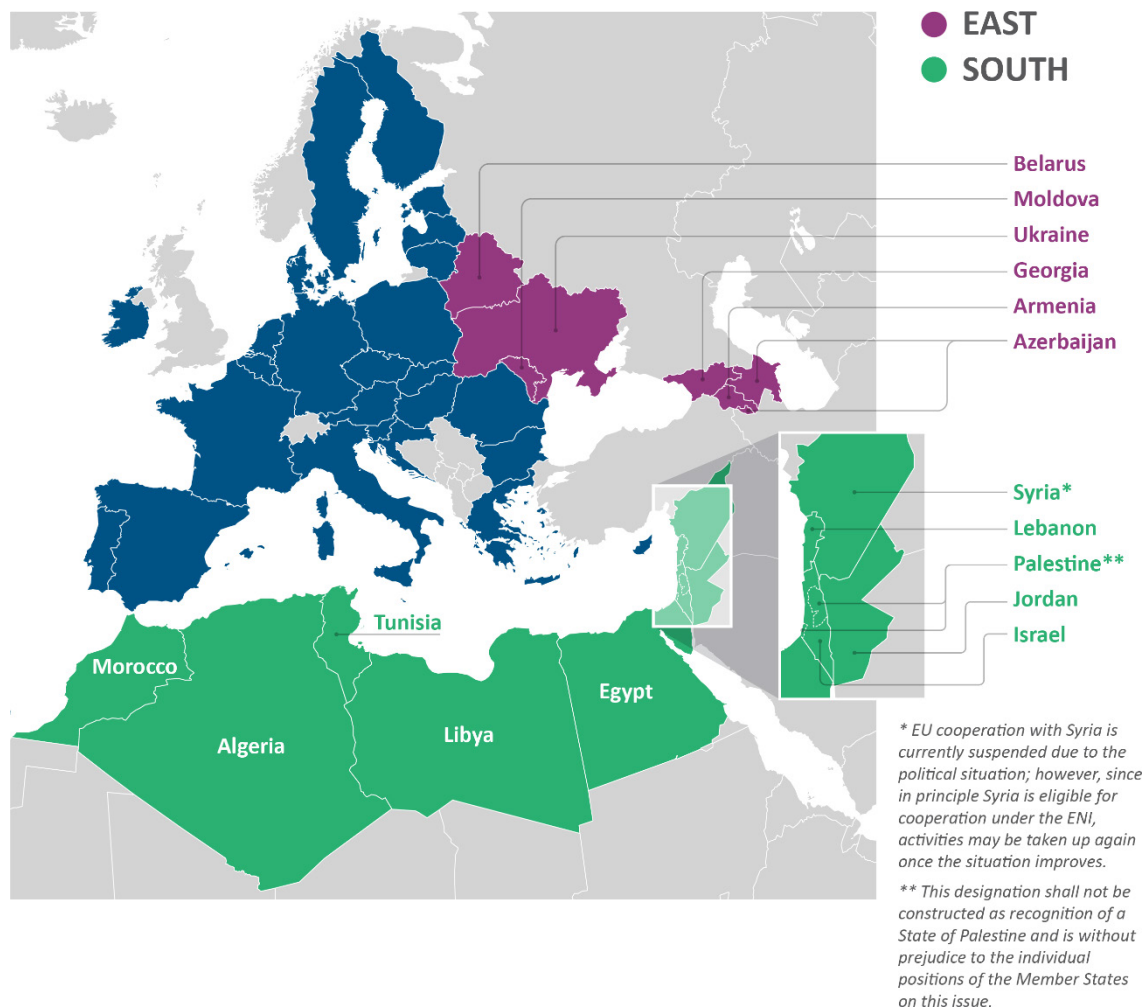 EAST
SOUTH
Belarus
Moldova
Ukraine
Georgia
Armenia
Azerbaijan
Syria*
Lebanon
Palestine**
Jordan
Israel
Tunisia
Morocco
Algeria
Libya
Egypt
* EU cooperation with Syria is
currently suspended due to the
political situation; however, since
in principle Syria is eligible for
cooperation under the ENI,
activities may be taken up again
once the situation improves.
** This designation shall not be
constructed as recognition of a
State of Palestine and is without
prejudice to the individual
positions of the Member States
on this issue.